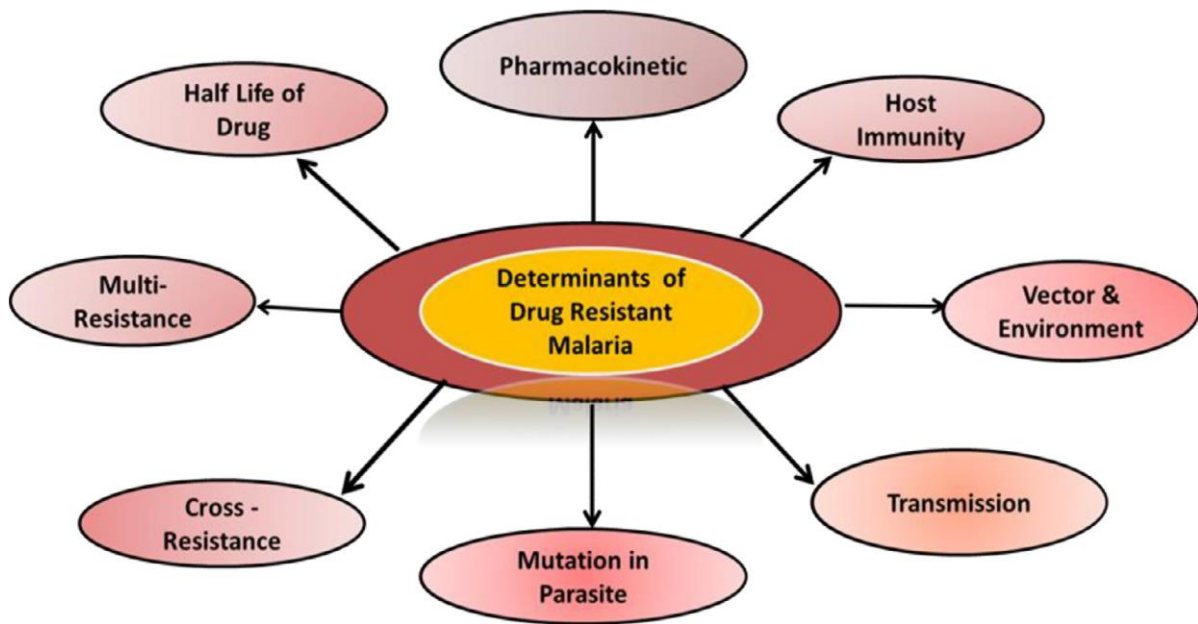 Pharmacokinetic
Half Life of
Drug
Host
Immunity
Multi-
Resistance
Determinants of
Drug Resistant
Malaria
Vector &
Environment
Cross -
Resistance
Transmission
Mutation in
Parasite